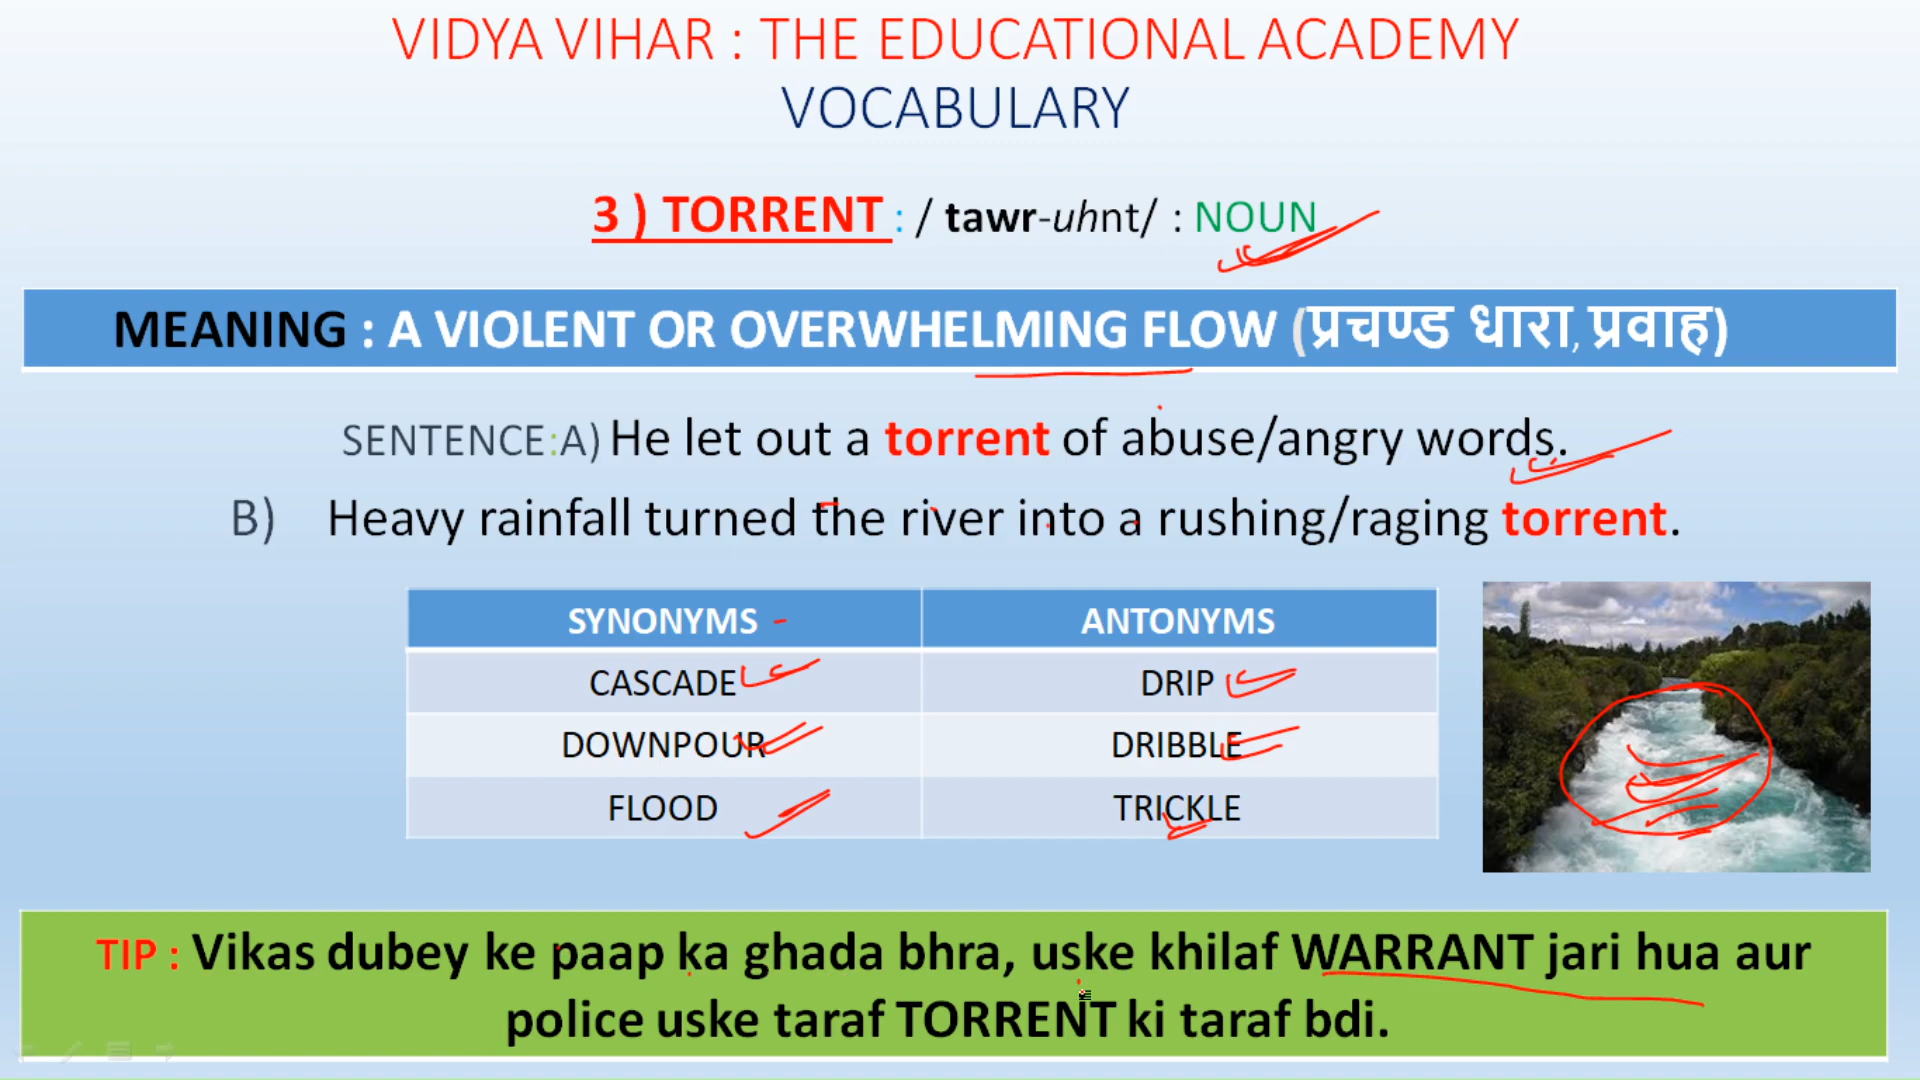 VIDYA VIHAR : THE EDUCATIONAL ACADEMY
VOCABULARY
3 ) TORRENT : / tawr-uhnt/ : NOUN
MEANING : A VIOLENT OR OVERWHELMING FLOW (प्रचण्ड धारा, प्रवाह)
SENTENCE:A) He let out a torrent of abuse/angry words.
B) Heavy rainfall turned the river into a rushing/raging torrent.
SYNONYMS ANTONYMS
CASCADE DRIP
DOWNPOUR DRIBBLE
FLOOD TRICKLE
TIP : Vikas dubey ke paap ka ghada bhra, uske khilaf WARRANT jari hua aur
police uske taraf TORRENT ki taraf bdi.